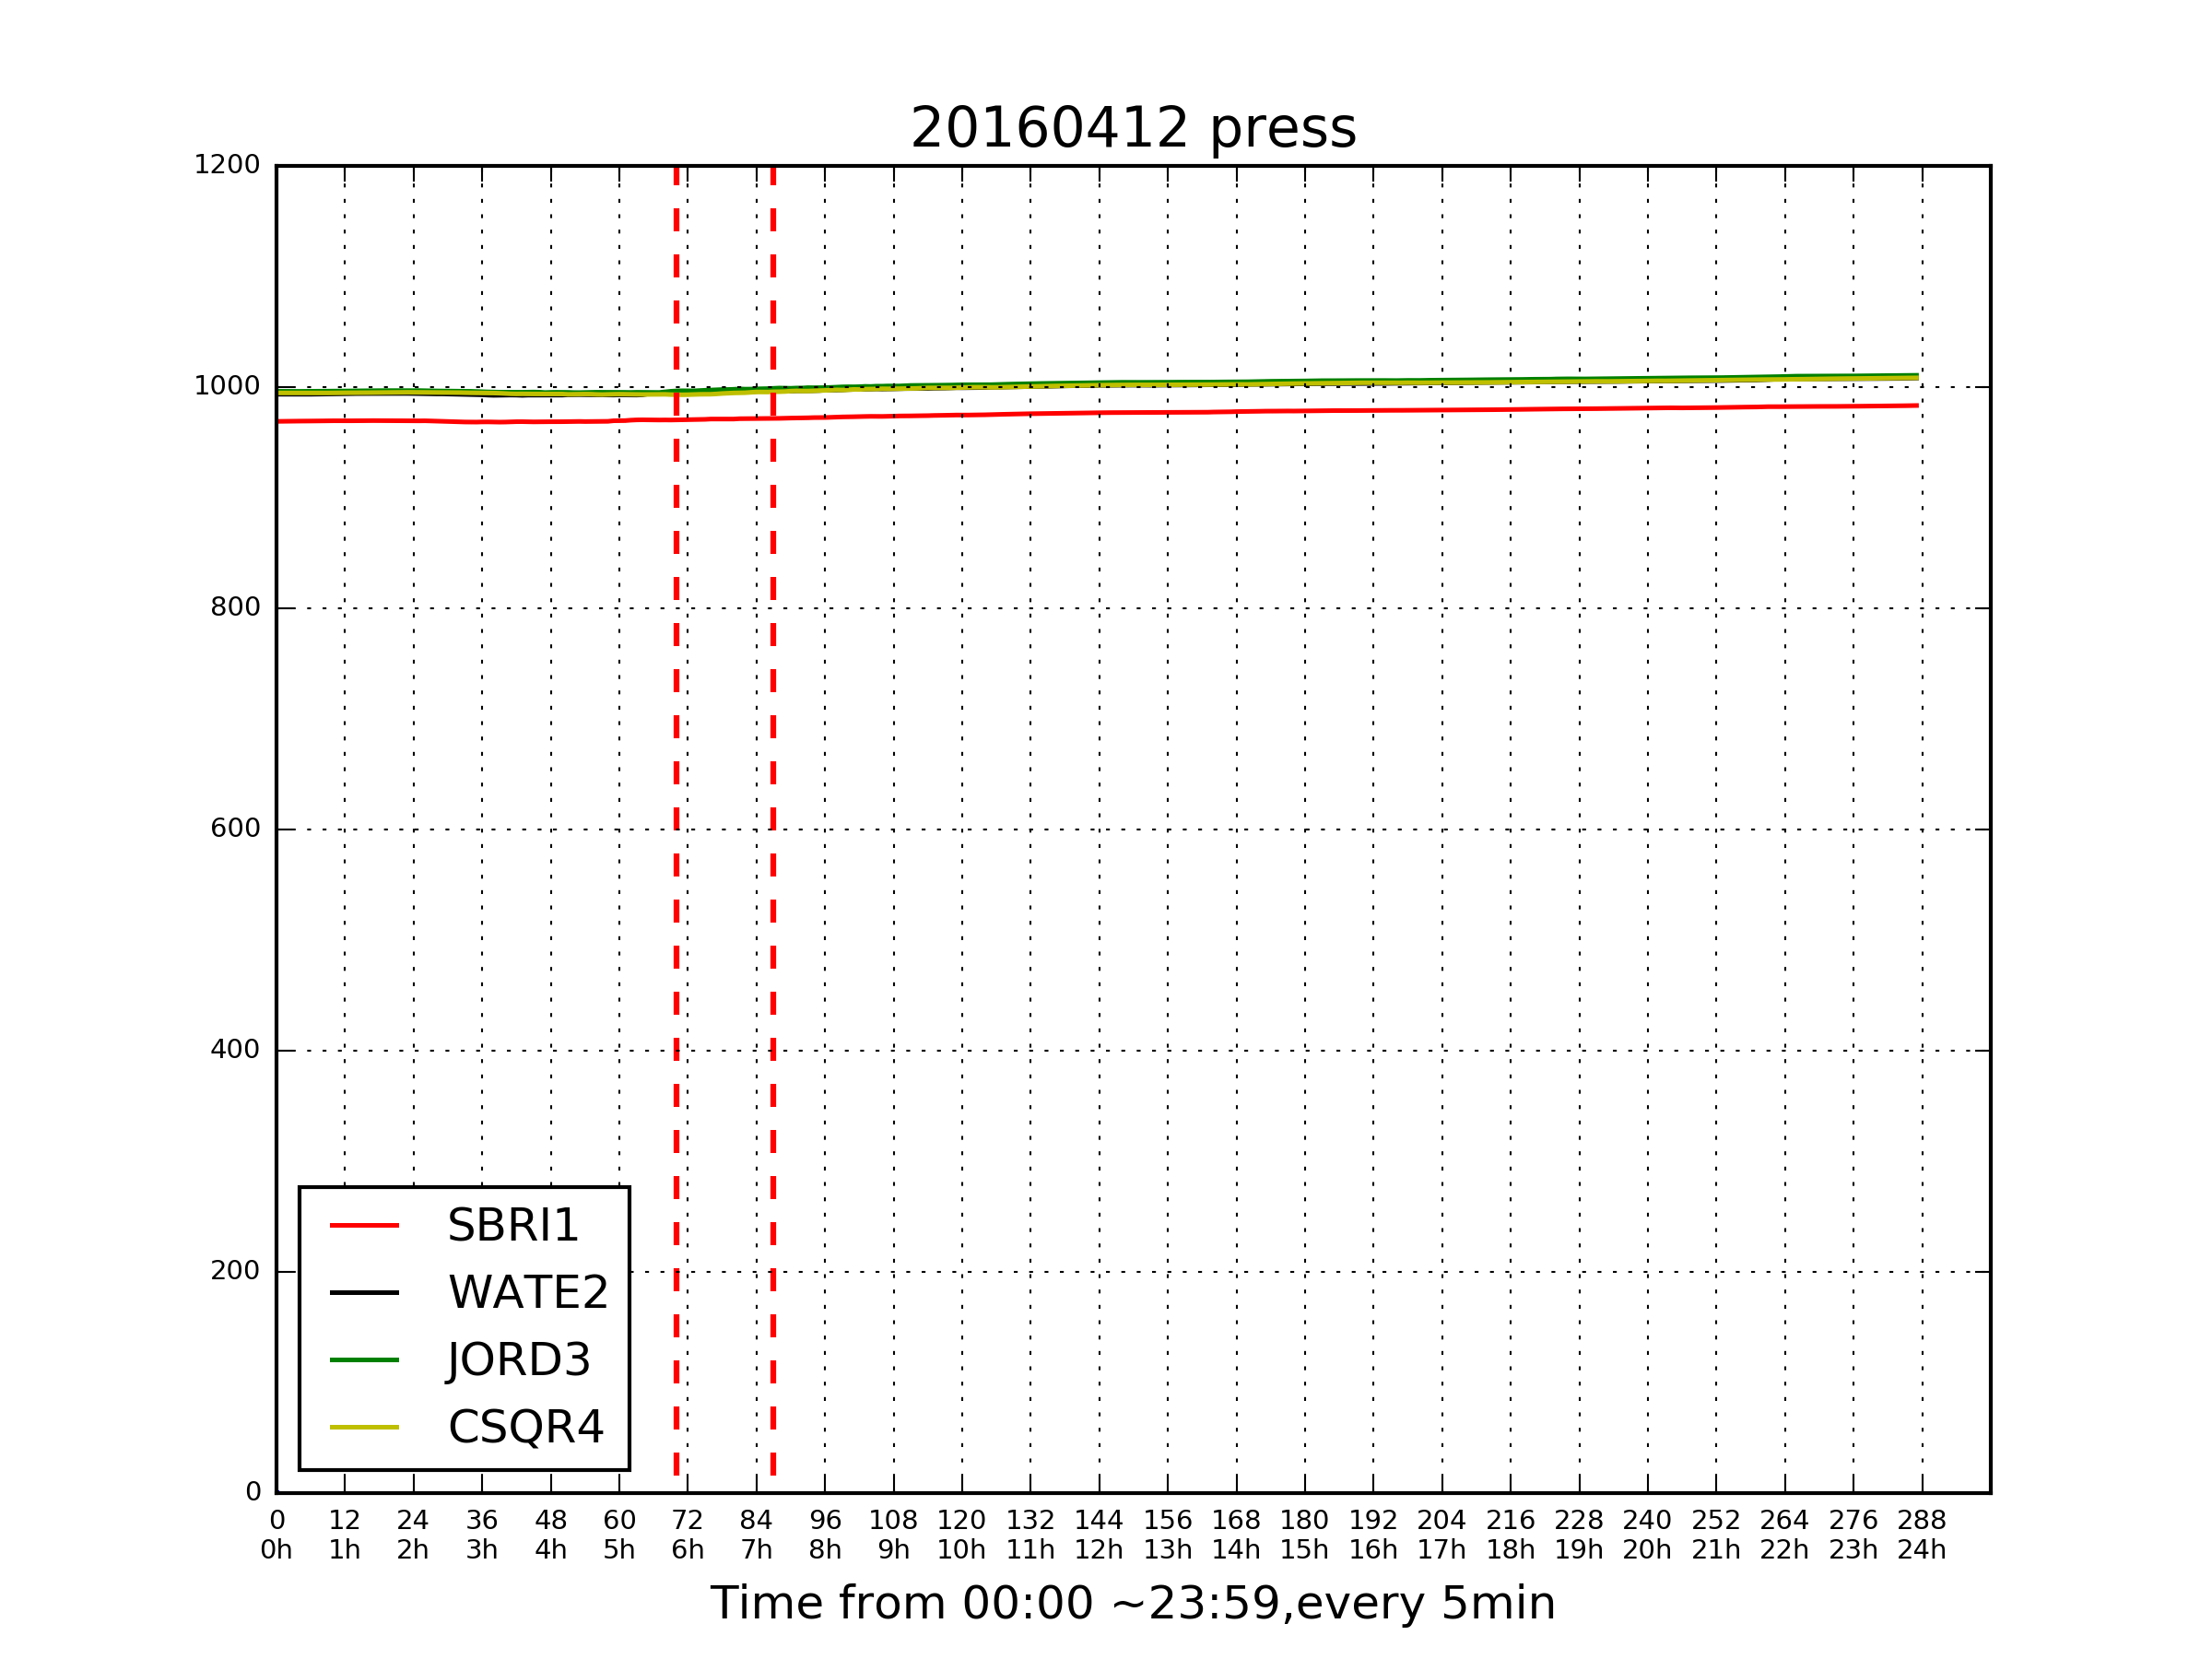 20160412 press
1200
1000
800
600
400
200
0
SBRI1
WATE2
JORD3
CSQR4
0 12 24 36 48 60 72 84 96 108 120 132 144 156 168 180 192 204 216 228 240 252 264 276 288
0h 1h 2h 3h 4h 5h 6h 7h 8h 9h 10h 11h 12h 13h 14h 15h 16h 17h 18h 19h 20h 21h 22h 23h 24h
Time from 00:00 ~23:59,every 5min